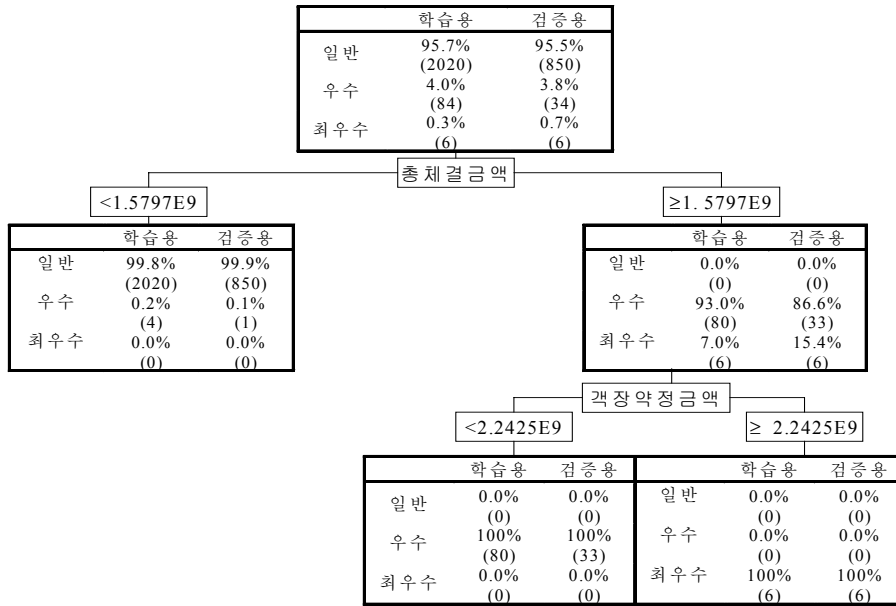 학습용 검증용
일반 95.7% 95.5%
(2020) (850)
우수 4.0% 3.8%
(84) (34)
최우수 0.3% 0.7%
(6) (6)
총체결금액
<1.5797E9 ≥1. 5797E9
학습용 검증용
일반 99.8% 99.9%
(2020) (850)
우수 0.2% 0.1%
(4) (1)
최우수 0.0% 0.0%
(0) (0)
학습용 검증용
일반 0.0% 0.0%
(0) (0)
우수 93.0% 86.6%
(80) (33)
최우수 7.0% 15.4%
(6) (6)
객장약정금액
<2.2425E9 ≥ 2.2425E9
학습용 검증용
일반 0.0% 0.0%
(0) (0)
우수 100% 100%
(80) (33)
최우수 0.0% 0.0%
(0) (0)
학습용 검증용
일반 0.0% 0.0%
(0) (0)
우수 0.0% 0.0%
(0) (0)
최우수 100% 100%
(6) (6)